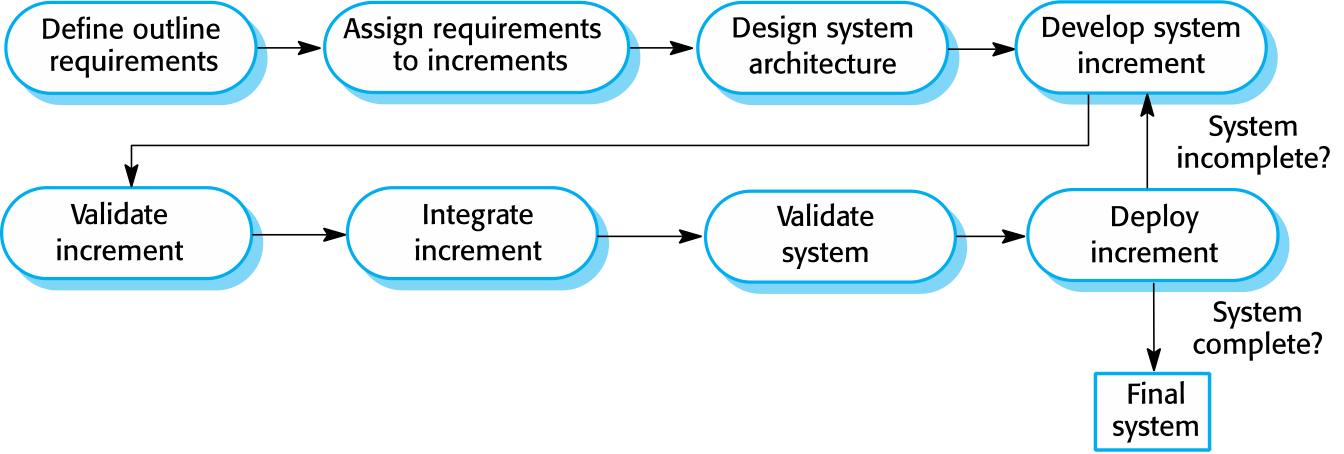 Define outline
requirements
Assign requirements
to increments
Design system
architecture
Develop system
increment
System
incomplete?
Validate
increment
Integrate
increment
Validate
system
Deploy
increment
System
complete?
Final
system